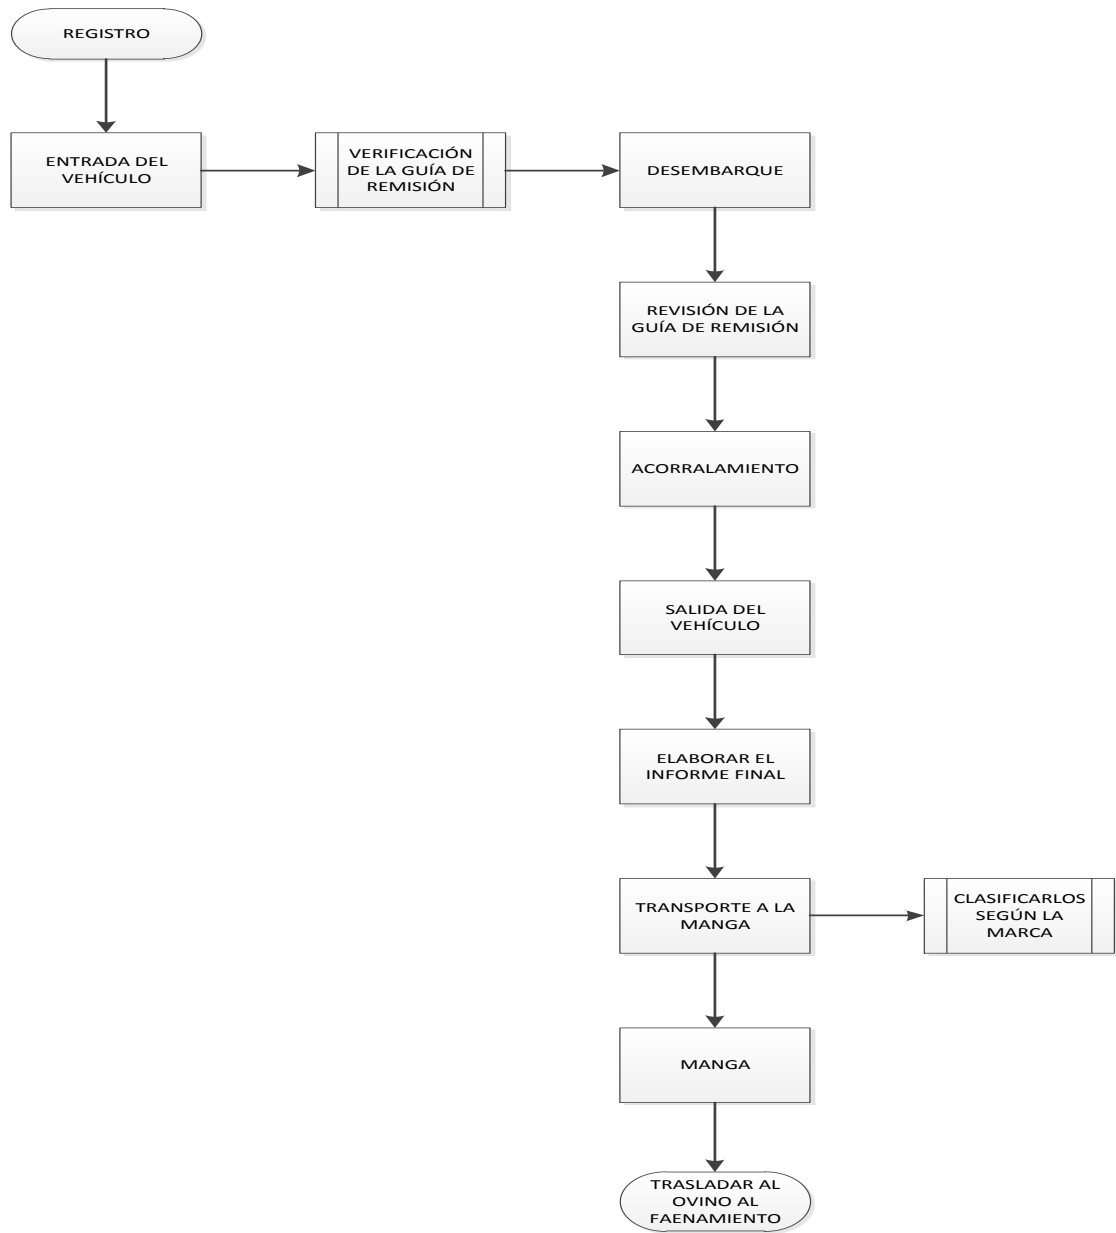 REGISTRO
ENTRADA DEL
VEHÍCULO
VERIFICACIÓN
DE LA GUÍA DE
REMISIÓN
DESEMBARQUE
REVISIÓN DE LA
GUÍA DE REMISIÓN
ACORRALAMIENTO
SALIDA DEL
VEHÍCULO
ELABORAR EL
INFORME FINAL
TRANSPORTE A LA
MANGA
CLASIFICARLOS
SEGÚN LA
MARCA
MANGA
TRASLADAR AL
OVINO AL
FAENAMIENTO